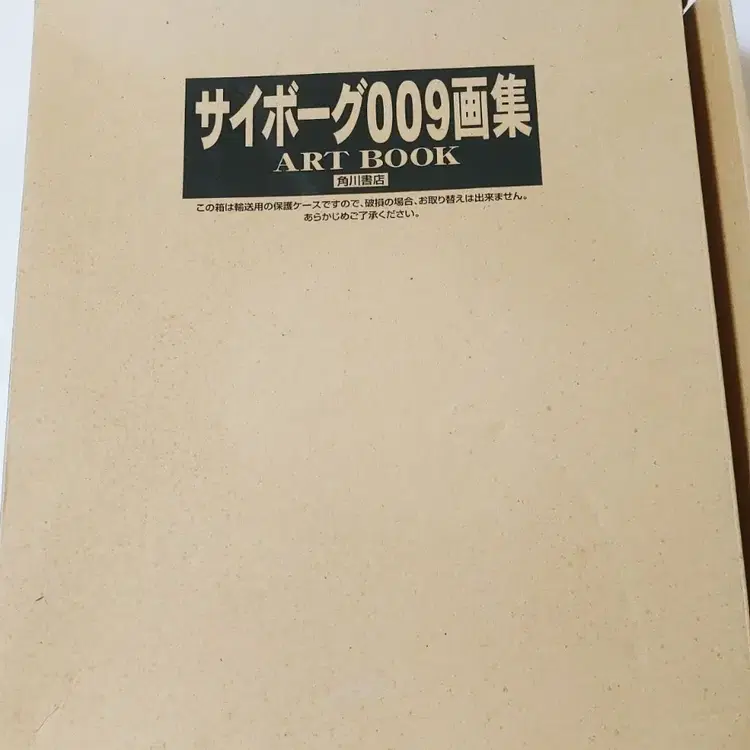 サイボーグ009画集
ART BOOK
角川書店
この箱は輸送用の保護ケースですので、破損の場合、お取り替えは出来ません。
あらかじめご了承ください。